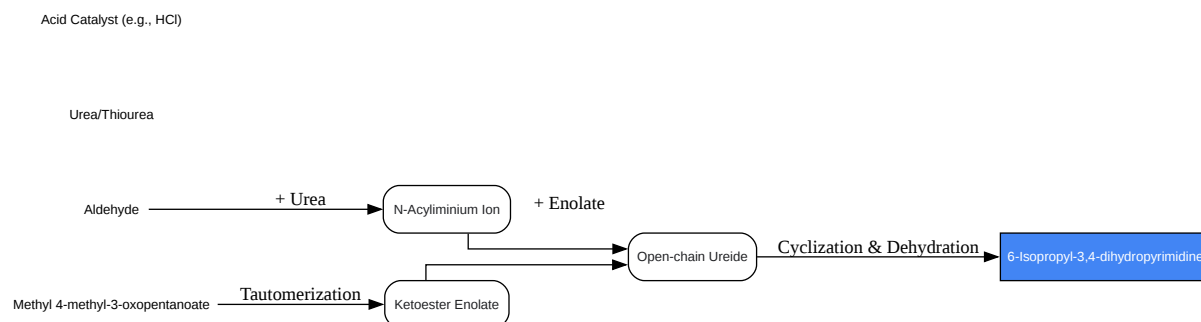 Acid Catalyst (e.g., HCl)
Urea/Thiourea
Aldehyde
+ Urea
N-Acyliminium Ion
+ Enolate
Open-chain Ureide
Cyclization & Dehydration
6-Isopropyl-3,4-dihydropyrimidine
Methyl 4-methyl-3-oxopentanoate
Tautomerization
Ketoester Enolate